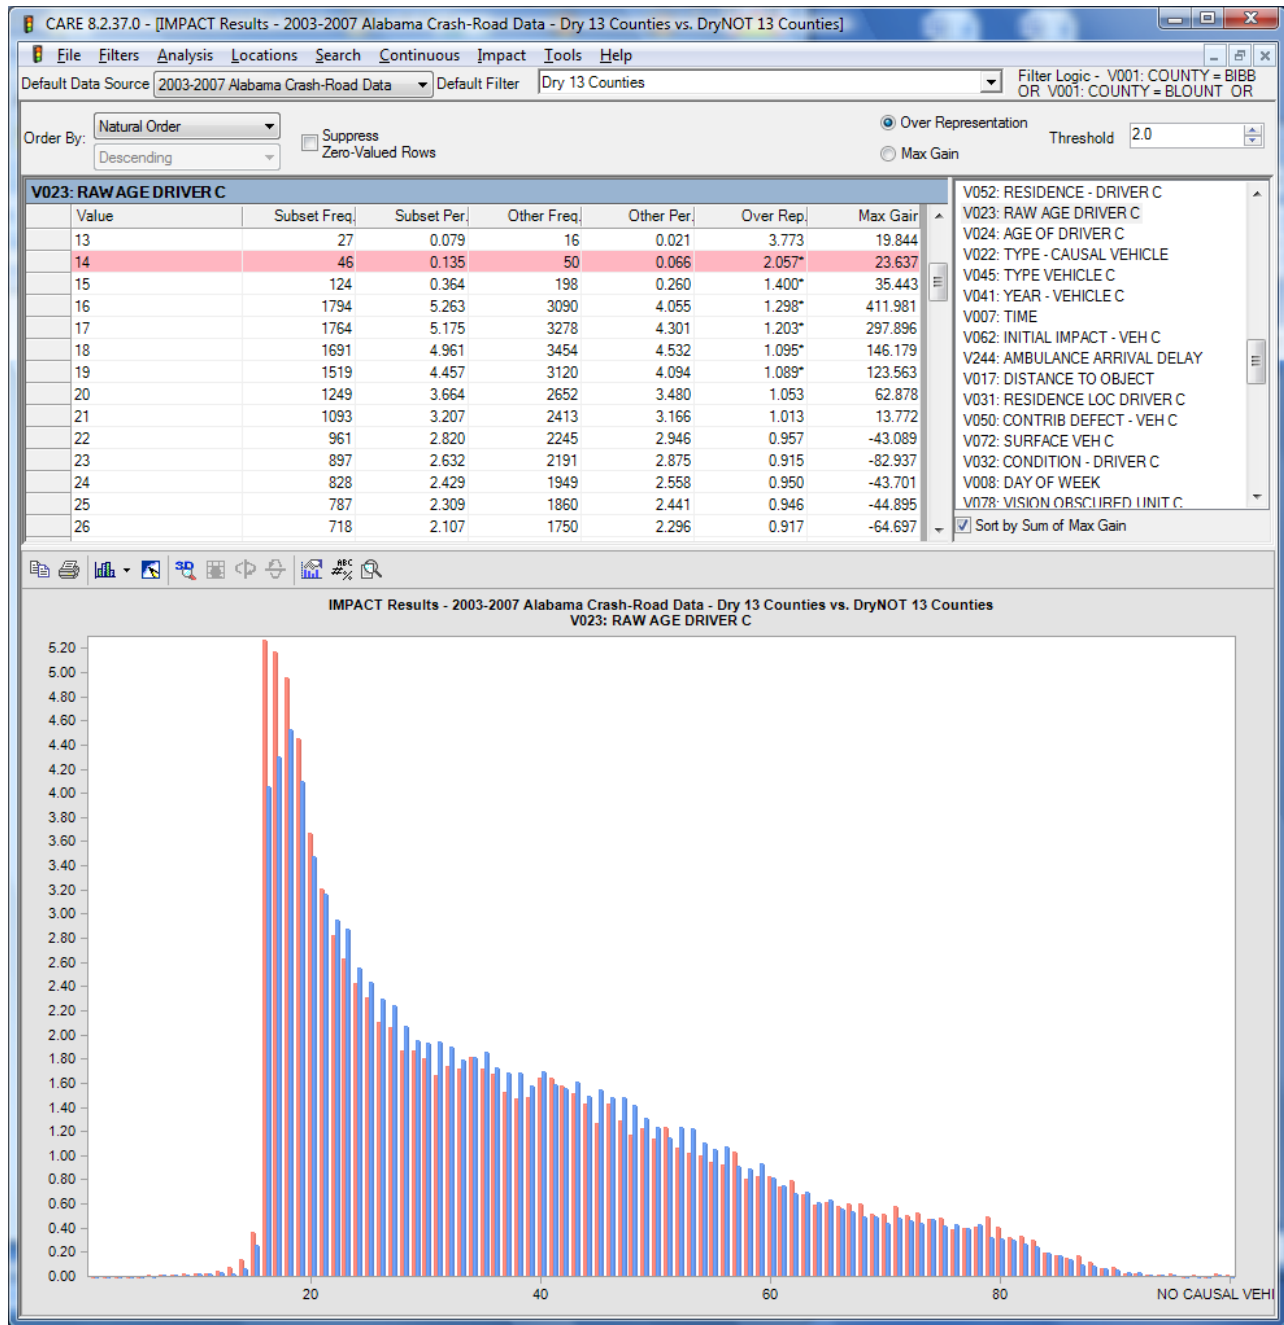 CARE 8.2.37.0 - [IMPACT Results - 2003-2007 Alabama Crash-Road Data - Dry 13 Counties vs. DryNOT 13 Counties]
File Filters Analysis Locations Search Continuous Impact Tools Help
Default Data Source 2003-2007 Alabama Crash-Road Data Default Filter Dry 13 Counties Filter Logic - V001: COUNTY = BIBB
OR V001: COUNTY = BLOUNT OR
Order By: Natural Order
Descending
Suppress
Zero-Valued Rows
Over Representation
Max Gain
Threshold 2.0
V023: RAW AGE DRIVER C
Value Subset Freq. Subset Per. Other Freq. Other Per. Over Rep. Max Gair
13 27 0.079 16 0.021 3.773 19.844
14 46 0.135 50 0.066 2.057* 23.637
15 124 0.364 198 0.260 1.400* 35.443
16 1794 5.263 3090 4.055 1.298* 411.981
17 1764 5.175 3278 4.301 1.203* 297.896
18 1691 4.961 3454 4.532 1.095* 146.179
19 1519 4.457 3120 4.094 1.089* 123.563
20 1249 3.664 2652 3.480 1.053 62.878
21 1093 3.207 2413 3.166 1.013 13.772
22 961 2.820 2245 2.946 0.957 -43.089
23 897 2.632 2191 2.875 0.915 -82.937
24 828 2.429 1949 2.558 0.950 -43.701
25 787 2.309 1860 2.441 0.946 -44.895
26 718 2.107 1750 2.296 0.917 -64.697
V052: RESIDENCE - DRIVER C
V023: RAW AGE DRIVER C
V024: AGE OF DRIVER C
V022: TYPE - CAUSAL VEHICLE
V045: TYPE VEHICLE C
V041: YEAR - VEHICLE C
V007: TIME
V062: INITIAL IMPACT - VEH C
V244: AMBULANCE ARRIVAL DELAY
V017: DISTANCE TO OBJECT
V031: RESIDENCE LOC DRIVER C
V050: CONTRIB DEFECT - VEH C
V072: SURFACE VEH C
V032: CONDITION - DRIVER C
V008: DAY OF WEEK
V078: VISION OBSCURED UNIT C
Sort by Sum of Max Gain
3D
ABC
#%
IMPACT Results - 2003-2007 Alabama Crash-Road Data - Dry 13 Counties vs. DryNOT 13 Counties
V023: RAW AGE DRIVER C
5.20
5.00
4.80
4.60
4.40
4.20
4.00
3.80
3.60
3.40
3.20
3.00
2.80
2.60
2.40
2.20
2.00
1.80
1.60
1.40
1.20
1.00
0.80
0.60
0.40
0.20
0.00
20 40 60 80 NO CAUSAL VEHI